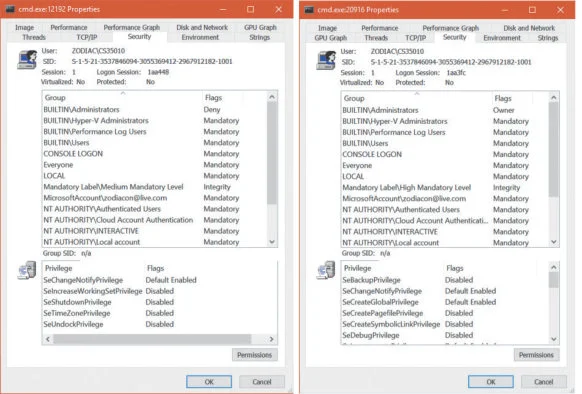 cmd.exe:12192 Properties
Image Performance Performance Graph Disk and Network GPU Graph
Threads TCP/IP Security Environment Strings
User: ZODIAC\CS35010
SID: S-1-5-21-3537846094-3055369412-2967912182-1001
Session: 1 Logon Session: 1aa448
Virtualized: No Protected: No
Group Flags
BUILTIN\Administrators Deny
BUILTIN\Hyper-V Administrators Mandatory
BUILTIN\Performance Log Users Mandatory
BUILTIN\Users Mandatory
CONSOLE LOGON Mandatory
Everyone Mandatory
LOCAL Mandatory
Mandatory Label\Medium Mandatory Level Integrity
MicrosoftAccount\zodiacon@live.com Mandatory
NT AUTHORITY\Authenticated Users Mandatory
NT AUTHORITY\Cloud Account Authentication Mandatory
NT AUTHORITY\INTERACTIVE Mandatory
NT AUTHORITY\Local account Mandatory
Group SID: n/a
Privilege Flags
SeChangeNotifyPrivilege Default Enabled
SeIncreaseWorkingSetPrivilege Disabled
SeShutdownPrivilege Disabled
SeTimeZonePrivilege Disabled
SeUndockPrivilege Disabled
Permissions
OK Cancel
cmd.exe:20916 Properties
Image Performance Performance Graph Disk and Network
GPU Graph Threads TCP/IP Security Environment Strings
User: ZODIAC\CS35010
SID: S-1-5-21-3537846094-3055369412-2967912182-1001
Session: 1 Logon Session: 1aa3fc
Virtualized: No Protected: No
Group Flags
BUILTIN\Administrators Owner
BUILTIN\Hyper-V Administrators Mandatory
BUILTIN\Performance Log Users Mandatory
BUILTIN\Users Mandatory
CONSOLE LOGON Mandatory
Everyone Mandatory
LOCAL Mandatory
Mandatory Label\High Mandatory Level Integrity
MicrosoftAccount\zodiacon@live.com Mandatory
NT AUTHORITY\Authenticated Users Mandatory
NT AUTHORITY\Cloud Account Authenticati... Mandatory
NT AUTHORITY\INTERACTIVE Mandatory
NT AUTHORITY\Local account Mandatory
Group SID: n/a
Privilege Flags
SeBackupPrivilege Disabled
SeChangeNotifyPrivilege Default Enabled
SeCreateGlobalPrivilege Default Enabled
SeCreatePagefilePrivilege Disabled
SeCreateSymbolicLinkPrivilege Disabled
SeDebugPrivilege Disabled
Permissions
OK Cancel